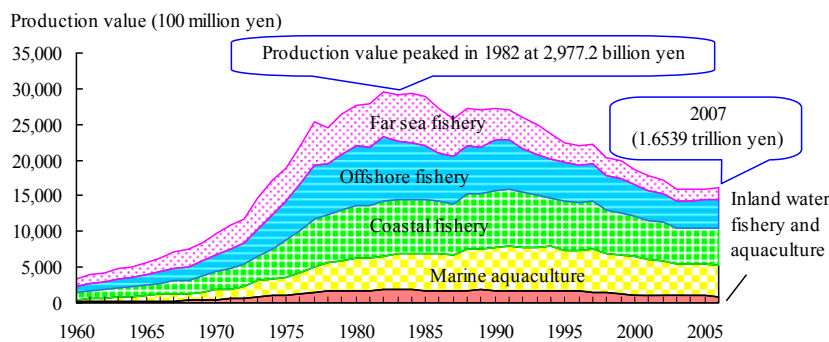 Production value (100 million yen)
35,000
30,000
25,000
20,000
15,000
10,000
5,000
0
Production value peaked in 1982 at 2,977.2 billion yen
2007
(1.6539 trillion yen)
Far sea fishery
Offshore fishery
Coastal fishery
Marine aquaculture
Inland water
fishery and
aquaculture
1960 1965 1970 1975 1980 1985 1990 1995 2000 2005